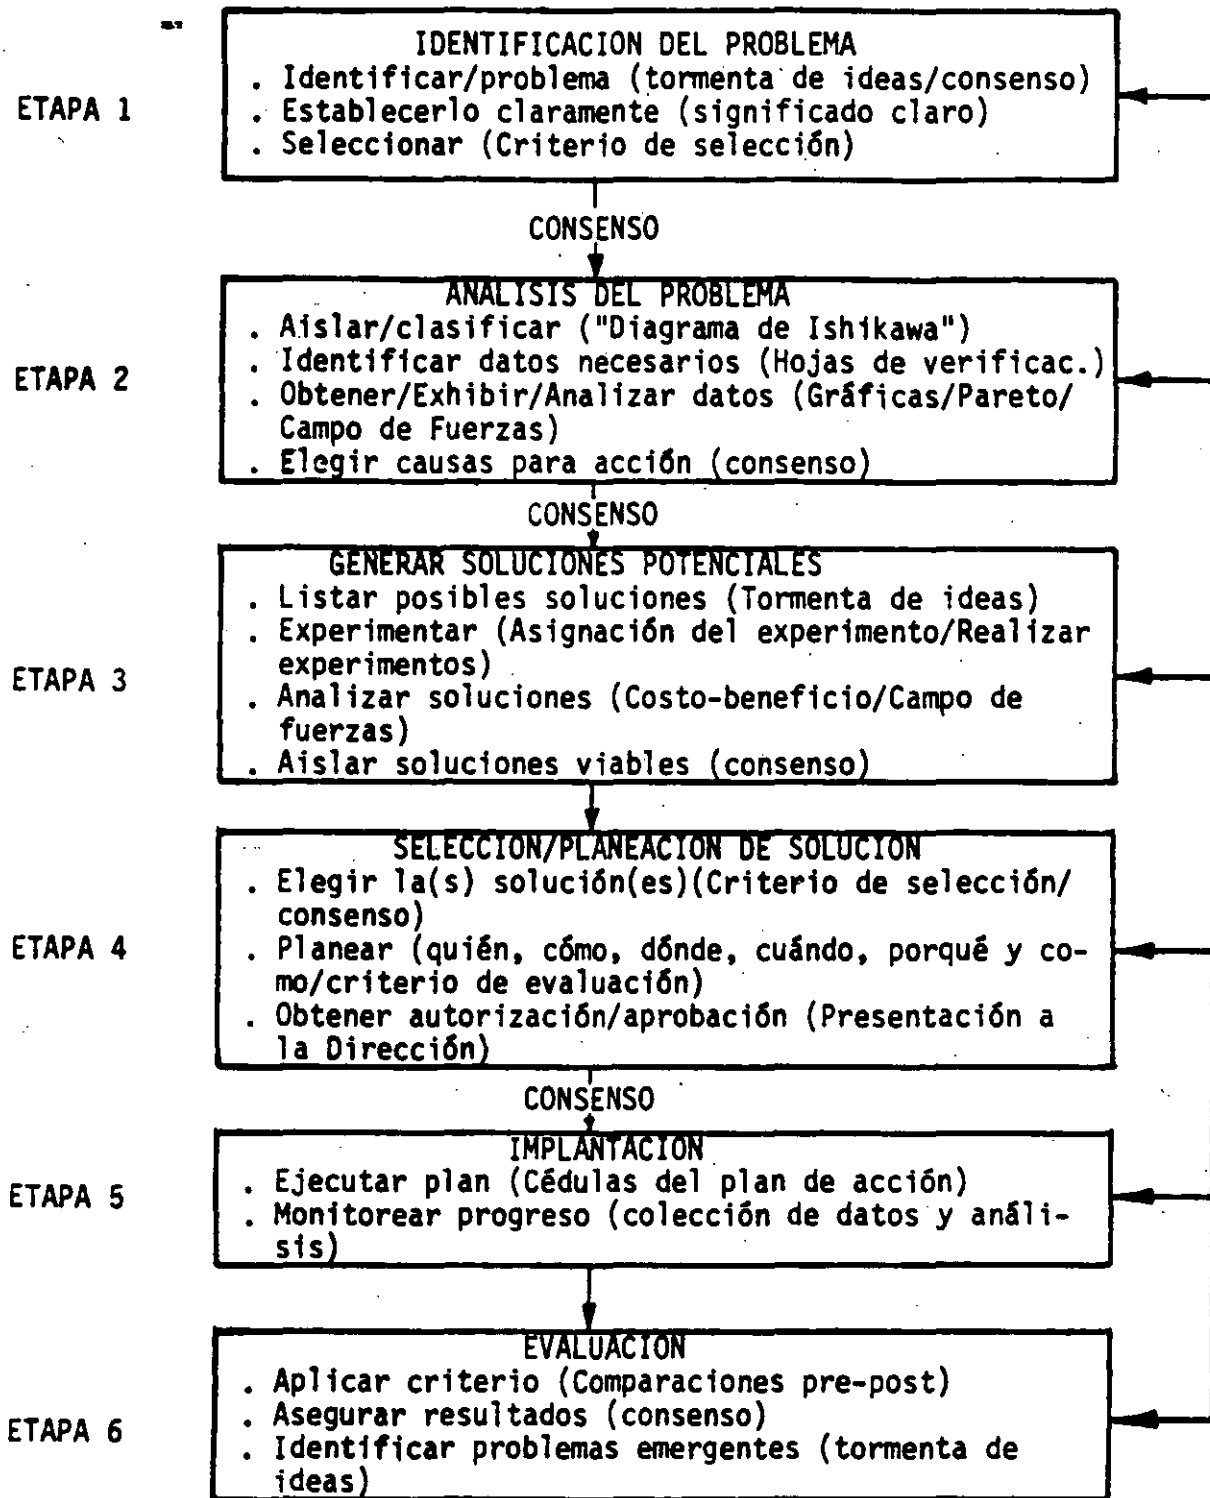 IDENTIFICACION DEL PROBLEMA
. Identificar/problema (tormenta de ideas/consenso)
ETAPA 1
. Establecerlo claramente (significado claro)
. Seleccionar (Criterio de selección)
CONSENSO
ANALISIS DEL PROBLEMA
. Aislar/clasificar ("Diagrama de Ishikawa")
. Identificar datos necesarios (Hojas de verificac.)
ETAPA 2
. Obtener/Exhibir/Analizar datos (Gráficas/Pareto/
Campo de Fuerzas)
. Elegir causas para acción (consenso)
CONSENSO
GENERAR SOLUCIONES POTENCIALES
. Listar posibles soluciones (Tormenta de ideas)
. Experimentar (Asignación del experimento/Realizar
experimentos)
ETAPA 3
. Analizar soluciones (Costo-beneficio/Campo de
fuerzas)
. Aislar soluciones viables (consenso)
SELECCION/PLANEACION DE SOLUCION
. Elegir la(s) solución(es)(Criterio de selección/
consenso)
ETAPA 4
. Planear (quién, cómo, dónde, cuándo, porqué y co-
mo/criterio de evaluación)
. Obtener autorización/aprobación (Presentación a
la Dirección)
CONSENSO
IMPLANTACION
. Ejecutar plan (Cédulas del plan de acción)
ETAPA 5
. Monitorear progreso (colección de datos y análi-
sis)
EVALUACION
. Aplicar criterio (Comparaciones pre-post)
. Asegurar resultados (consenso)
ETAPA 6
. Identificar problemas emergentes (tormenta de
ideas)